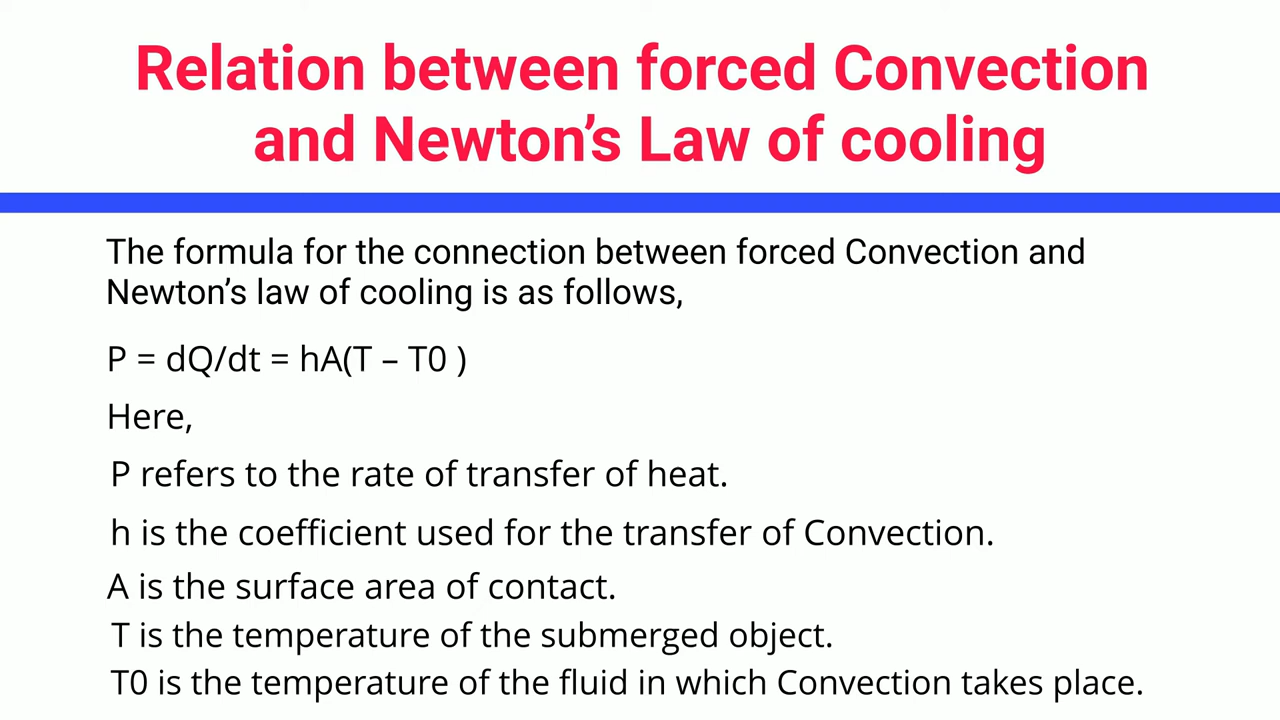 Relation between forced Convection
and Newton’s Law of cooling
The formula for the connection between forced Convection and
Newton’s law of cooling is as follows,
P = dQ/dt = hA(T – T0 )
Here,
P refers to the rate of transfer of heat.
h is the coefficient used for the transfer of Convection.
A is the surface area of contact.
T is the temperature of the submerged object.
T0 is the temperature of the fluid in which Convection takes place.